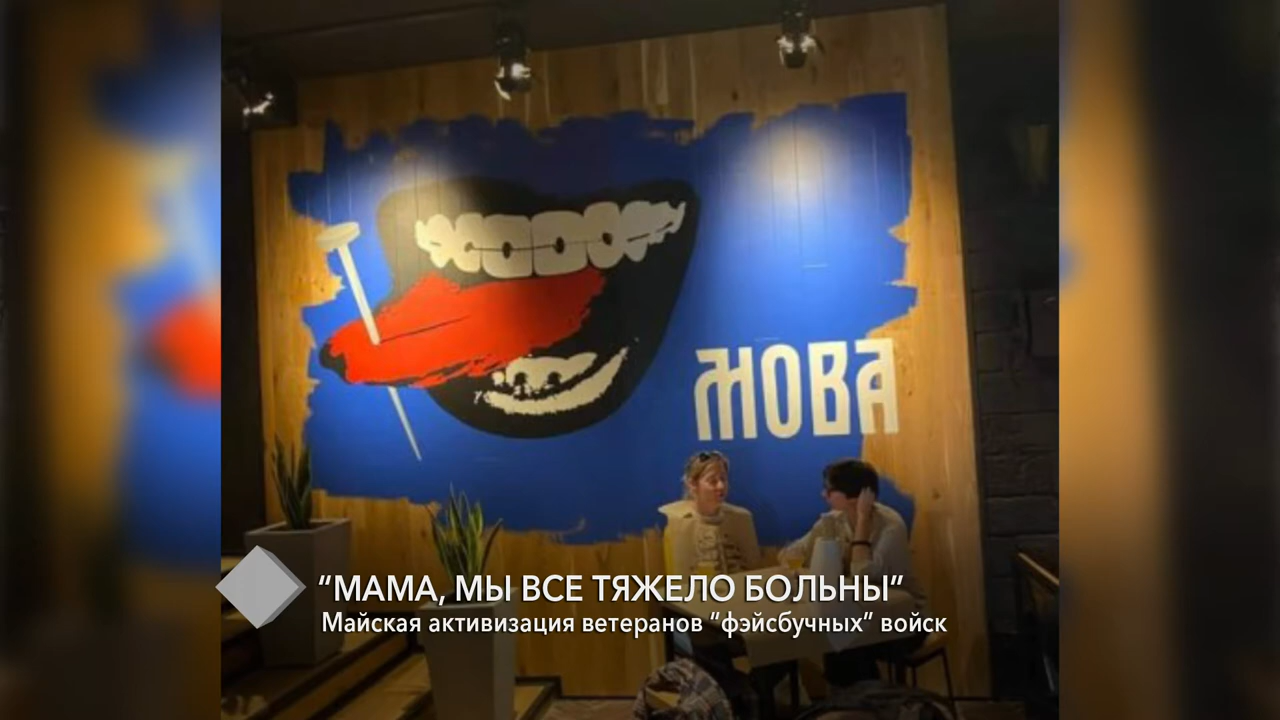 МОВА
“МАМА, МЫ ВСЕ ТЯЖЕЛО БОЛЬНЫ”
Майская активизация ветеранов “фэйсбучных” войск